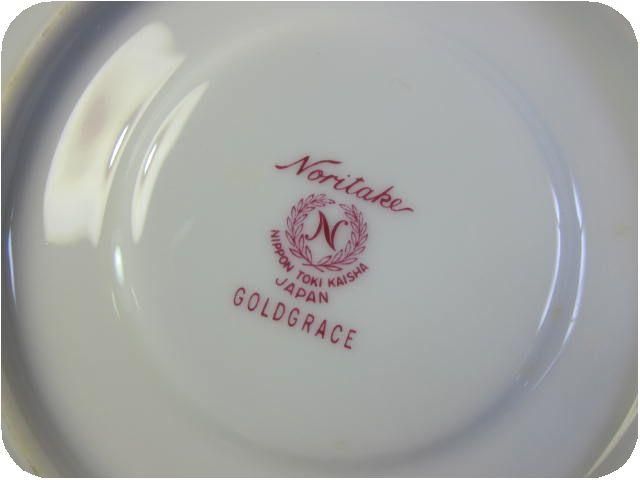 Noritake
N
NIPPON TOKI KAISHA
JAPAN
GOLDGRACE